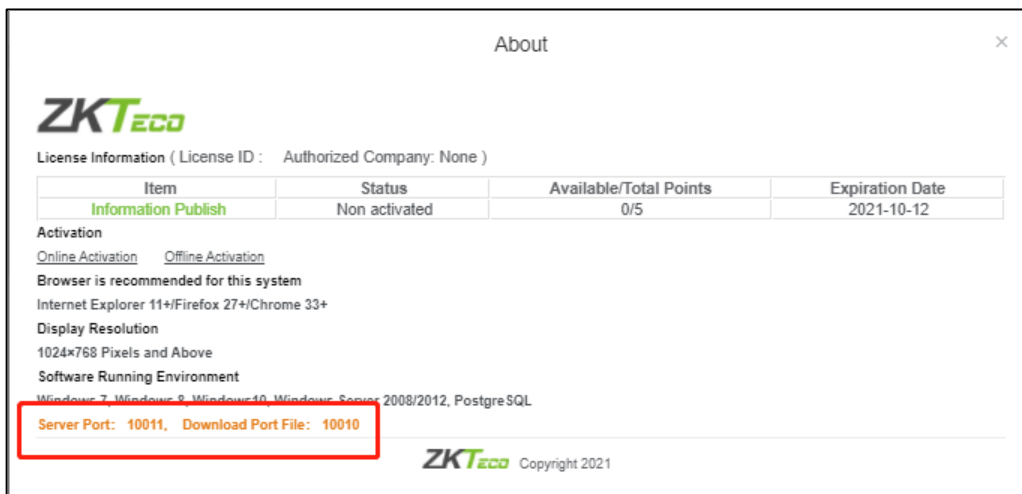 About
×
ZKTECO
License Information ( License ID : Authorized Company: None )
Item Status Available/Total Points Expiration Date
Information Publish Non activated 0/5 2021-10-12
Activation
Online Activation Offline Activation
Browser is recommended for this system
Internet Explorer 11+/Firefox 27+/Chrome 33+
Display Resolution
1024×768 Pixels and Above
Software Running Environment
Windows 7, Windows 8, Windows10, Windows Server 2008/2012, PostgreSQL
Server Port: 10011, Download Port File: 10010
ZKTECO Copyright 2021